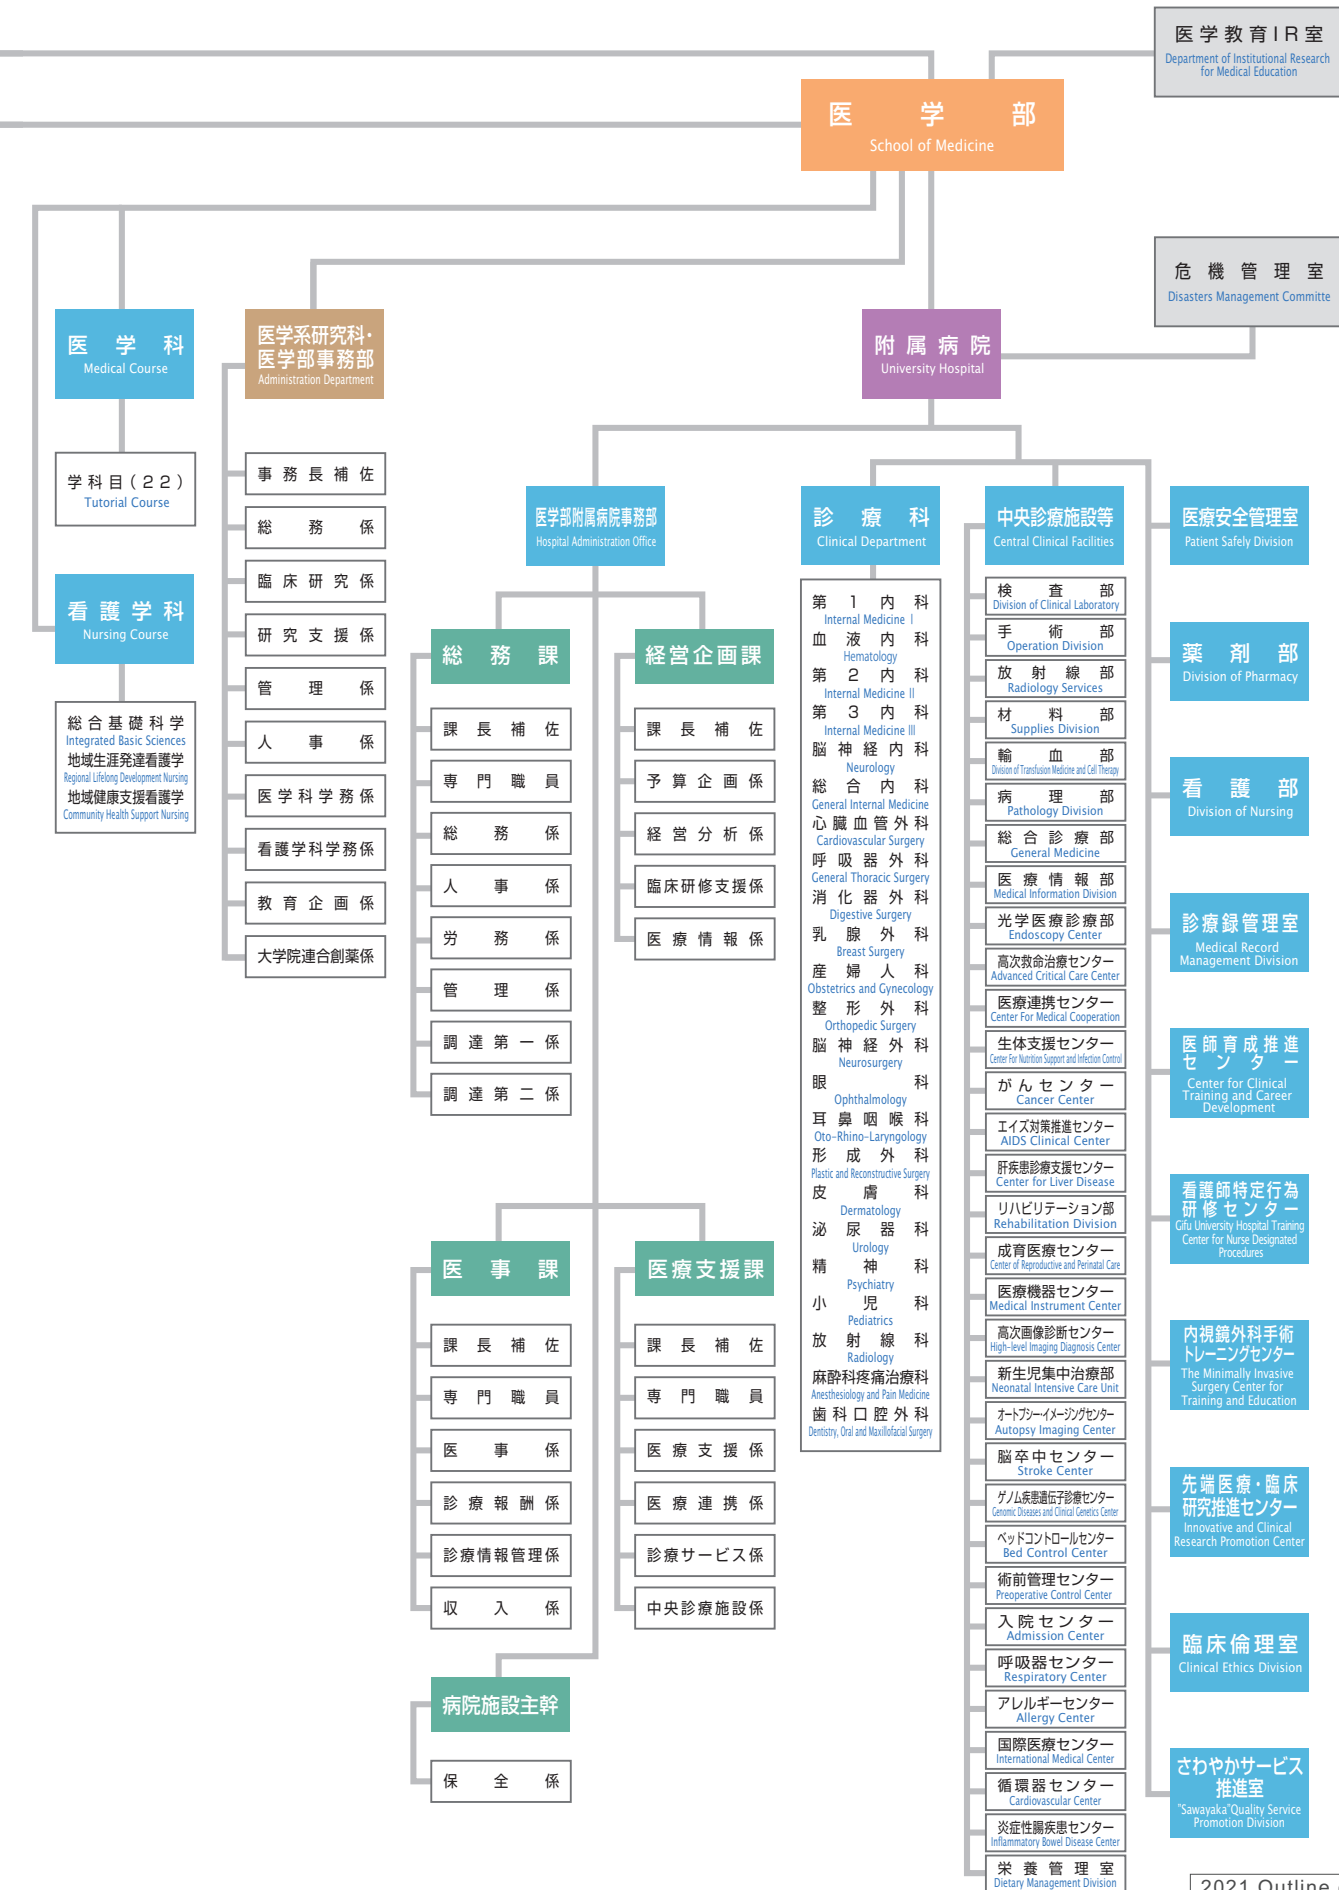 医学教育IR室
Department of Institutional Research
for Medical Education
医学部
School of Medicine
危機管理室
Disasters Management Committe
医学科
Medical Course
学科目(22)
Tutorial Course
看護学科
Nursing Course
総合基礎科学
Integrated Basic Sciences
地域生涯発達看護学
Regional Lifelong Development Nursing
地域健康支援看護学
Community Health Support Nursing
医学系研究科・
医学部事務部
Administration Department
事務長補佐
総務係
臨床研究係
研究支援係
管理係
人事係
医学科学務係
看護学科学務係
教育企画係
大学院連合創薬係
附属病院
University Hospital
医学部附属病院事務部
Hospital Administration Office
総務課
課長補佐
専門職員
総務係
人事係
労務係
管理係
調達第一係
調達第二係
経営企画課
課長補佐
予算企画係
経営分析係
臨床研修支援係
医療情報係
医事課
課長補佐
専門職員
医事係
診療報酬係
診療情報管理係
収入係
医療支援課
課長補佐
専門職員
医療支援係
医療連携係
診療サービス係
中央診療施設係
病院施設主幹
保全係
診療科
Clinical Department
第1内科
Internal Medicine Ⅰ
血液内科
Hematology
第2内科
Internal Medicine Ⅱ
第3内科
Internal Medicine Ⅲ
脳神経内科
Neurology
総合内科
General Internal Medicine
心臓血管外科
Cardiovascular Surgery
呼吸器外科
General Thoracic Surgery
消化器外科
Digestive Surgery
乳腺外科
Breast Surgery
産婦人科
Obstetrics and Gynecology
整形外科
Orthopedic Surgery
脳神経外科
Neurosurgery
眼科
Ophthalmology
耳鼻咽喉科
Oto-Rhino-Laryngology
形成外科
Plastic and Reconstructive Surgery
皮膚科
Dermatology
泌尿器科
Urology
精神科
Psychiatry
小児科
Pediatrics
放射線科
Radiology
麻酔科疼痛治療科
Anesthesiology and Pain Medicine
歯科口腔外科
Dentistry, Oral and Maxillofacial Surgery
中央診療施設等
Central Clinical Facilities
検査部
Division of Clinical Laboratory
手術部
Operation Division
放射線部
Radiology Services
材料部
Supplies Division
輸血部
Division of Transfusion Medicine and Cell Therapy
病理部
Pathology Division
総合診療部
General Medicine
医療情報部
Medical Information Division
光学医療診療部
Endoscopy Center
高次救命治療センター
Advanced Critical Care Center
医療連携センター
Center For Medical Cooperation
生体支援センター
Center For Nutrition Support and Infection Control
がんセンター
Cancer Center
エイズ対策推進センター
AIDS Clinical Center
肝疾患診療支援センター
Center for Liver Disease
リハビリテーション部
Rehabilitation Division
成育医療センター
Center of Reproductive and Perinatal Care
医療機器センター
Medical Instrument Center
高次画像診断センター
High-level Imaging Diagnosis Center
新生児集中治療部
Neonatal Intensive Care Unit
オートプシー・イメージングセンター
Autopsy Imaging Center
脳卒中センター
Stroke Center
ゲノム疾患遺伝子診療センター
Genomic Diseases and Clinical Genetics Center
ベッドコントロールセンター
Bed Control Center
術前管理センター
Preoperative Control Center
入院センター
Admission Center
呼吸器センター
Respiratory Center
アレルギーセンター
Allergy Center
国際医療センター
International Medical Center
循環器センター
Cardiovascular Center
炎症性腸疾患センター
Inflammatory Bowel Disease Center
栄養管理室
Dietary Management Division
医療安全管理室
Patient Safely Division
薬剤部
Division of Pharmacy
看護部
Division of Nursing
診療録管理室
Medical Record
Management Division
医師育成推進
センター
Center for Clinical
Training and Career
Development
看護師特定行為
研修センター
Gifu University Hospital Training
Center for Nurse Designated
Procedures
内視鏡外科手術
トレーニングセンター
The Minimally Invasive
Surgery Center for
Training and Education
先端医療・臨床
研究推進センター
Innovative and Clinical
Research Promotion Center
臨床倫理室
Clinical Ethics Division
さわやかサービス
推進室
"Sawayaka"Quality Service
Promotion Division
2021 Outline